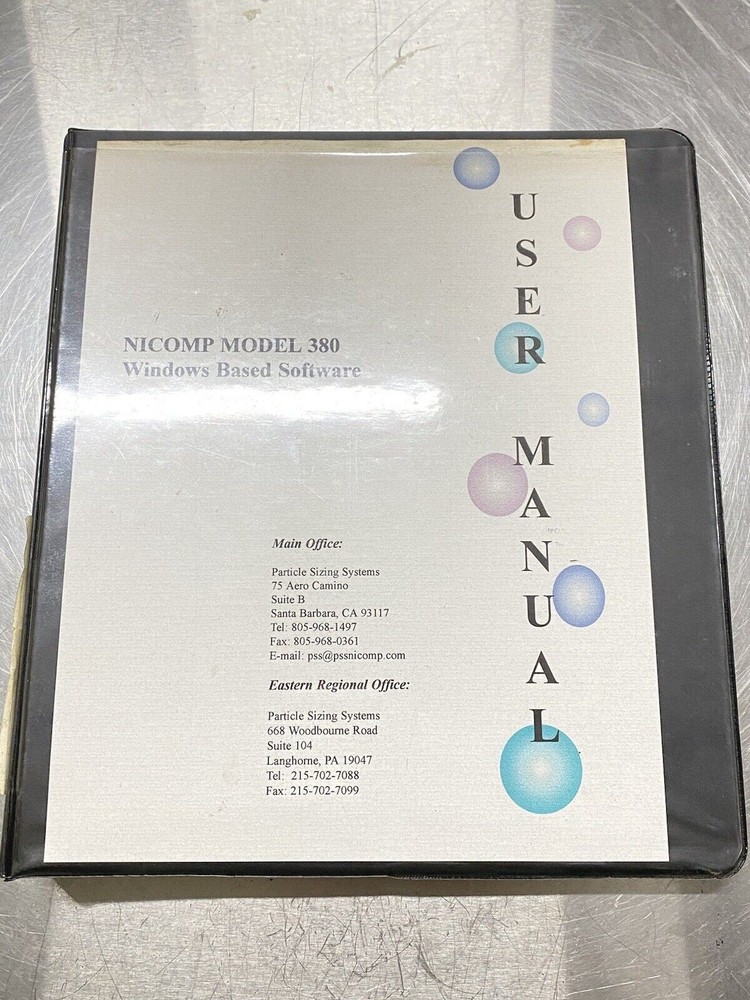 USER
MANUAL
NICOMP MODEL 380
Windows Based Software
Main Office:
Particle Sizing Systems
75 Aero Camino
Suite B
Santa Barbara, CA 93117
Tel: 805-968-1497
Fax: 805-968-0361
E-mail: pss@pssnicomp.com
Eastern Regional Office:
Particle Sizing Systems
668 Woodbourne Road
Suite 104
Langhorne, PA 19047
Tel: 215-702-7088
Fax: 215-702-7099